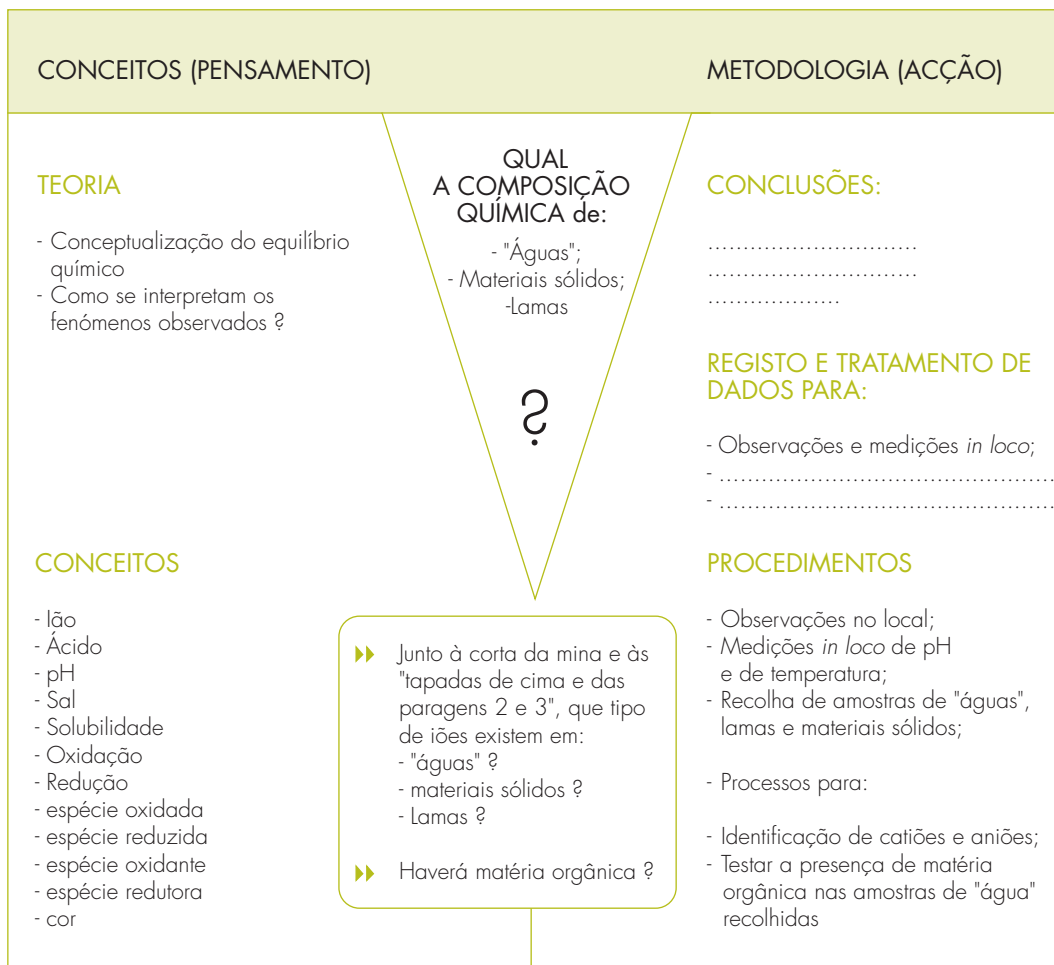 CONCEITOS (PENSAMENTO)
METODOLOGIA (ACÇÃO)
TEORIA
- Conceptualização do equilíbrio
químico
- Como se interpretam os
fenómenos observados ?
QUAL
A COMPOSIÇÃO
QUÍMICA de:
- "Águas";
- Materiais sólidos;
-Lamas
?
CONCLUSÕES:
..............................
..............................
...................
REGISTO E TRATAMENTO DE
DADOS PARA:
- Observações e medições in loco;
- ................................................
- ................................................
CONCEITOS
- Ião
- Ácido
- pH
- Sal
- Solubilidade
- Oxidação
- Redução
- espécie oxidada
- espécie reduzida
- espécie oxidante
- espécie redutora
- cor
Junto à corta da mina e às
"tapadas de cima e das
paragens 2 e 3", que tipo
de iões existem em:
- "águas" ?
- materiais sólidos ?
- Lamas ?
Haverá matéria orgânica ?
PROCEDIMENTOS
- Observações no local;
- Medições in loco de pH
e de temperatura;
- Recolha de amostras de "águas",
lamas e materiais sólidos;
- Processos para:
- Identificação de catiões e aniões;
- Testar a presença de matéria
orgânica nas amostras de "água"
recolhidas